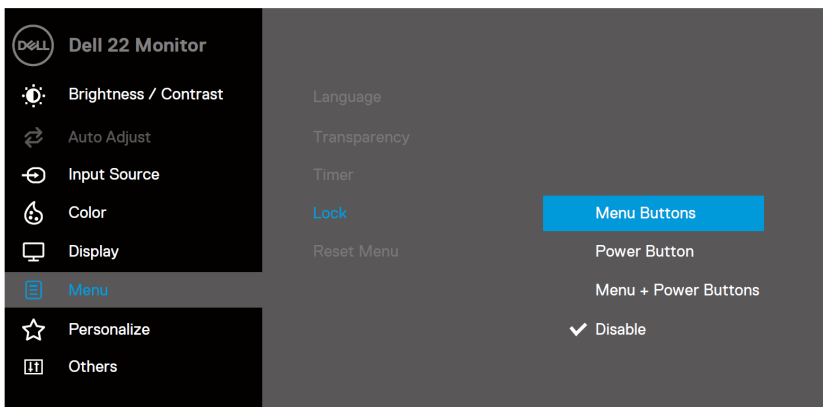 DELL Dell 22 Monitor
Brightness / Contrast
Language
Auto Adjust
Transparency
Input Source
Timer
Color
Lock
Menu Buttons
Display
Reset Menu
Power Button
Menu
Menu + Power Buttons
Personalize
Disable
Others